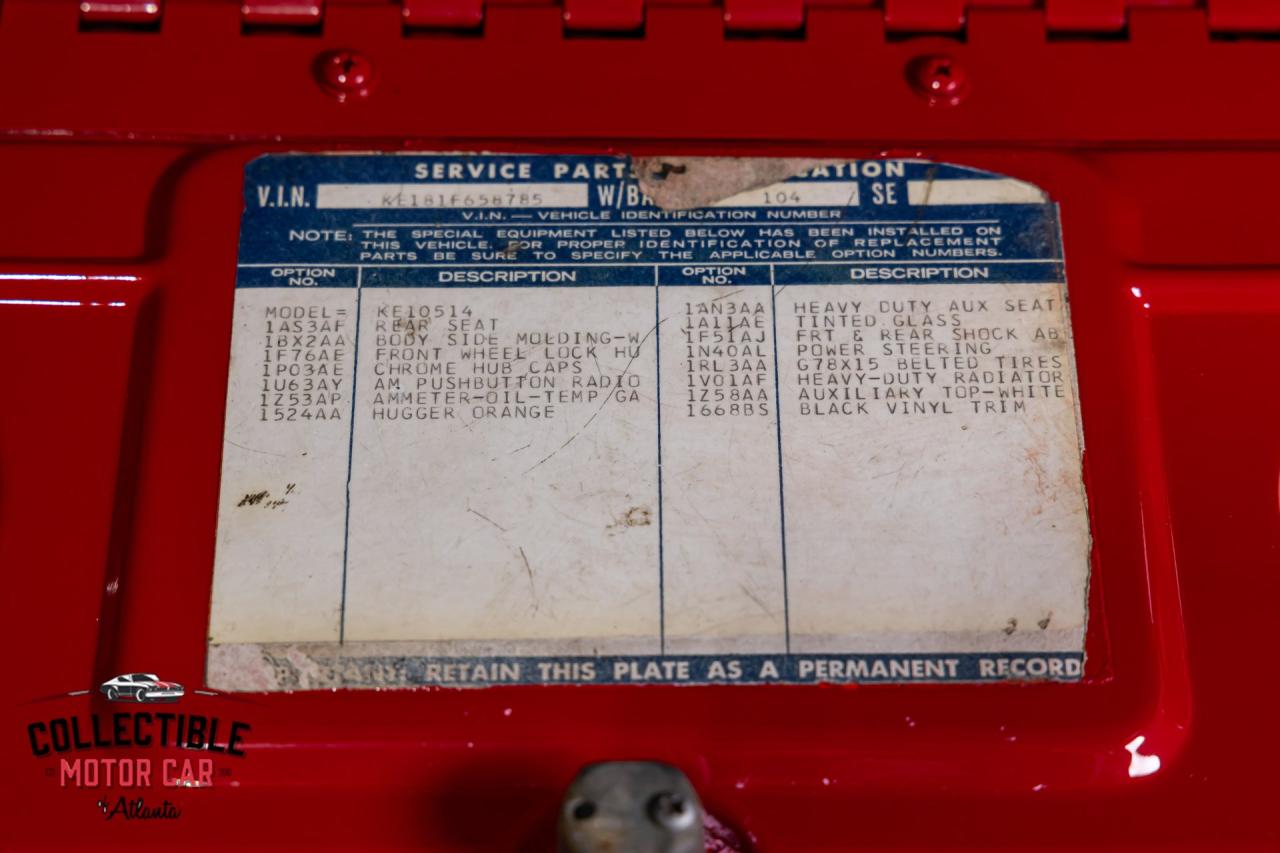 SERVICE PARTS CATION
V.I.N. KE181F658785 W/BA 104 SE
V.I.N. — VEHICLE IDENTIFICATION NUMBER
NOTE: THE SPECIAL EQUIPMENT LISTED BELOW HAS BEEN INSTALLED ON
THIS VEHICLE. FOR PROPER IDENTIFICATION OF REPLACEMENT
PARTS BE SURE TO SPECIFY THE APPLICABLE OPTION NUMBERS.
OPTION NO. DESCRIPTION
MODEL= KE10514
1AS3AF REAR SEAT
1BX2AA BODY SIDE MOLDING-W
1F76AE FRONT WHEEL LOCK HU
1P03AE CHROME HUB CAPS
1U63AY AM PUSHBUTTON RADIO
1Z53AP AMMETER-OIL-TEMP GA
1524AA HUGGER ORANGE
OPTION NO. DESCRIPTION
1AN3AA HEAVY DUTY AUX SEAT
1A11AE TINTED GLASS
1F51AJ FRT & REAR SHOCK AB
1N40AL POWER STEERING
1RL3AA G78X15 BELTED TIRES
1V01AF HEAVY-DUTY RADIATOR
1Z58AA AUXILIARY TOP-WHITE
1668BS BLACK VINYL TRIM
RETAIN THIS PLATE AS A PERMANENT RECORD
COLLECTIBLE
MOTOR CAR
of Atlanta